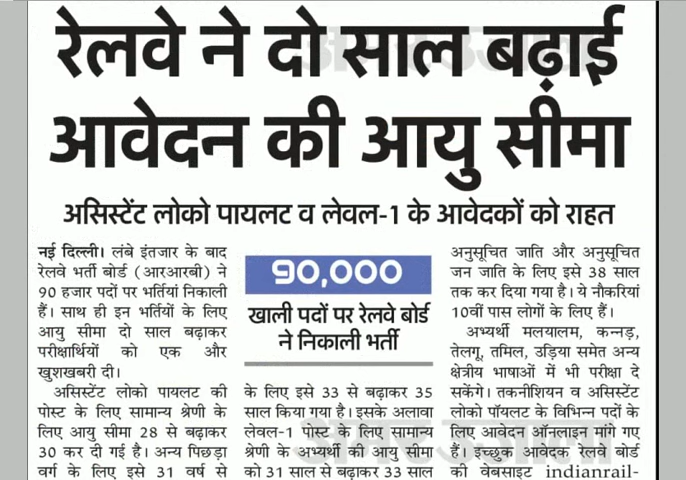 रेलवे ने दो साल बढ़ाई
आवेदन की आयु सीमा
असिस्टेंट लोको पायलट व लेवल-1 के आवेदकों को राहत
नई दिल्ली। लंबे इंतजार के बाद
रेलवे भर्ती बोर्ड (आरआरबी) ने
90 हजार पदों पर भर्तियां निकाली
हैं। साथ ही इन भर्तियों के लिए
आयु सीमा दो साल बढ़ाकर
परीक्षार्थियों को एक और
खुशखबरी दी।
असिस्टेंट लोको पायलट की
पोस्ट के लिए सामान्य श्रेणी के
लिए आयु सीमा 28 से बढ़ाकर
30 कर दी गई है। अन्य पिछड़ा
वर्ग के लिए इसे 31 वर्ष से
90,000
खाली पदों पर रेलवे बोर्ड
ने निकाली भर्ती
के लिए इसे 33 से बढ़ाकर 35
साल किया गया है। इसके अलावा
लेवल-1 पोस्ट के लिए सामान्य
श्रेणी के अभ्यर्थी की आयु सीमा
को 31 साल से बढ़ाकर 33 साल
अनुसूचित जाति और अनुसूचित
जन जाति के लिए इसे 38 साल
तक कर दिया गया है। ये नौकरियां
10वीं पास लोगों के लिए हैं।
अभ्यर्थी मलयालम, कन्नड़,
तेलगू, तमिल, उड़िया समेत अन्य
क्षेत्रीय भाषाओं में भी परीक्षा दे
सकेंगे। तकनीशियन व असिस्टेंट
लोको पॉयलट के विभिन्न पदों के
लिए आवेदन ऑनलाइन मांगे गए
हैं। इच्छुक आवेदक रेलवे बोर्ड
की वेबसाइट indianrail-
अमर उजाला
अमर उजाला